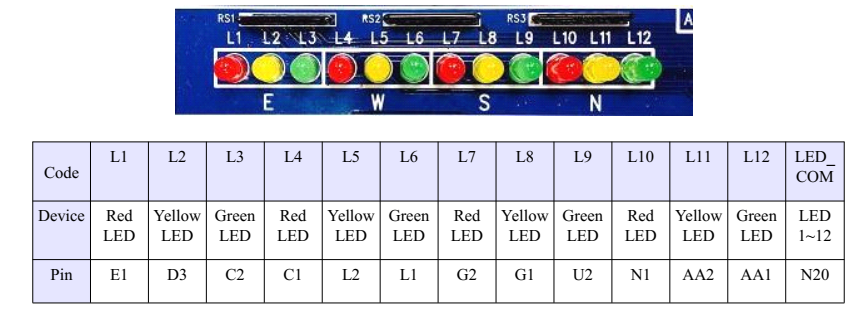 RS1 RS2 RS3 A
L1 L2 L3 L4 L5 L6 L7 L8 L9 L10 L11 L12
E W S N
Code L1 L2 L3 L4 L5 L6 L7 L8 L9 L10 L11 L12 LED_COM
Device Red LED Yellow LED Green LED Red LED Yellow LED Green LED Red LED Yellow LED Green LED Red LED Yellow LED Green LED LED 1~12
Pin E1 D3 C2 C1 L2 L1 G2 G1 U2 N1 AA2 AA1 N20